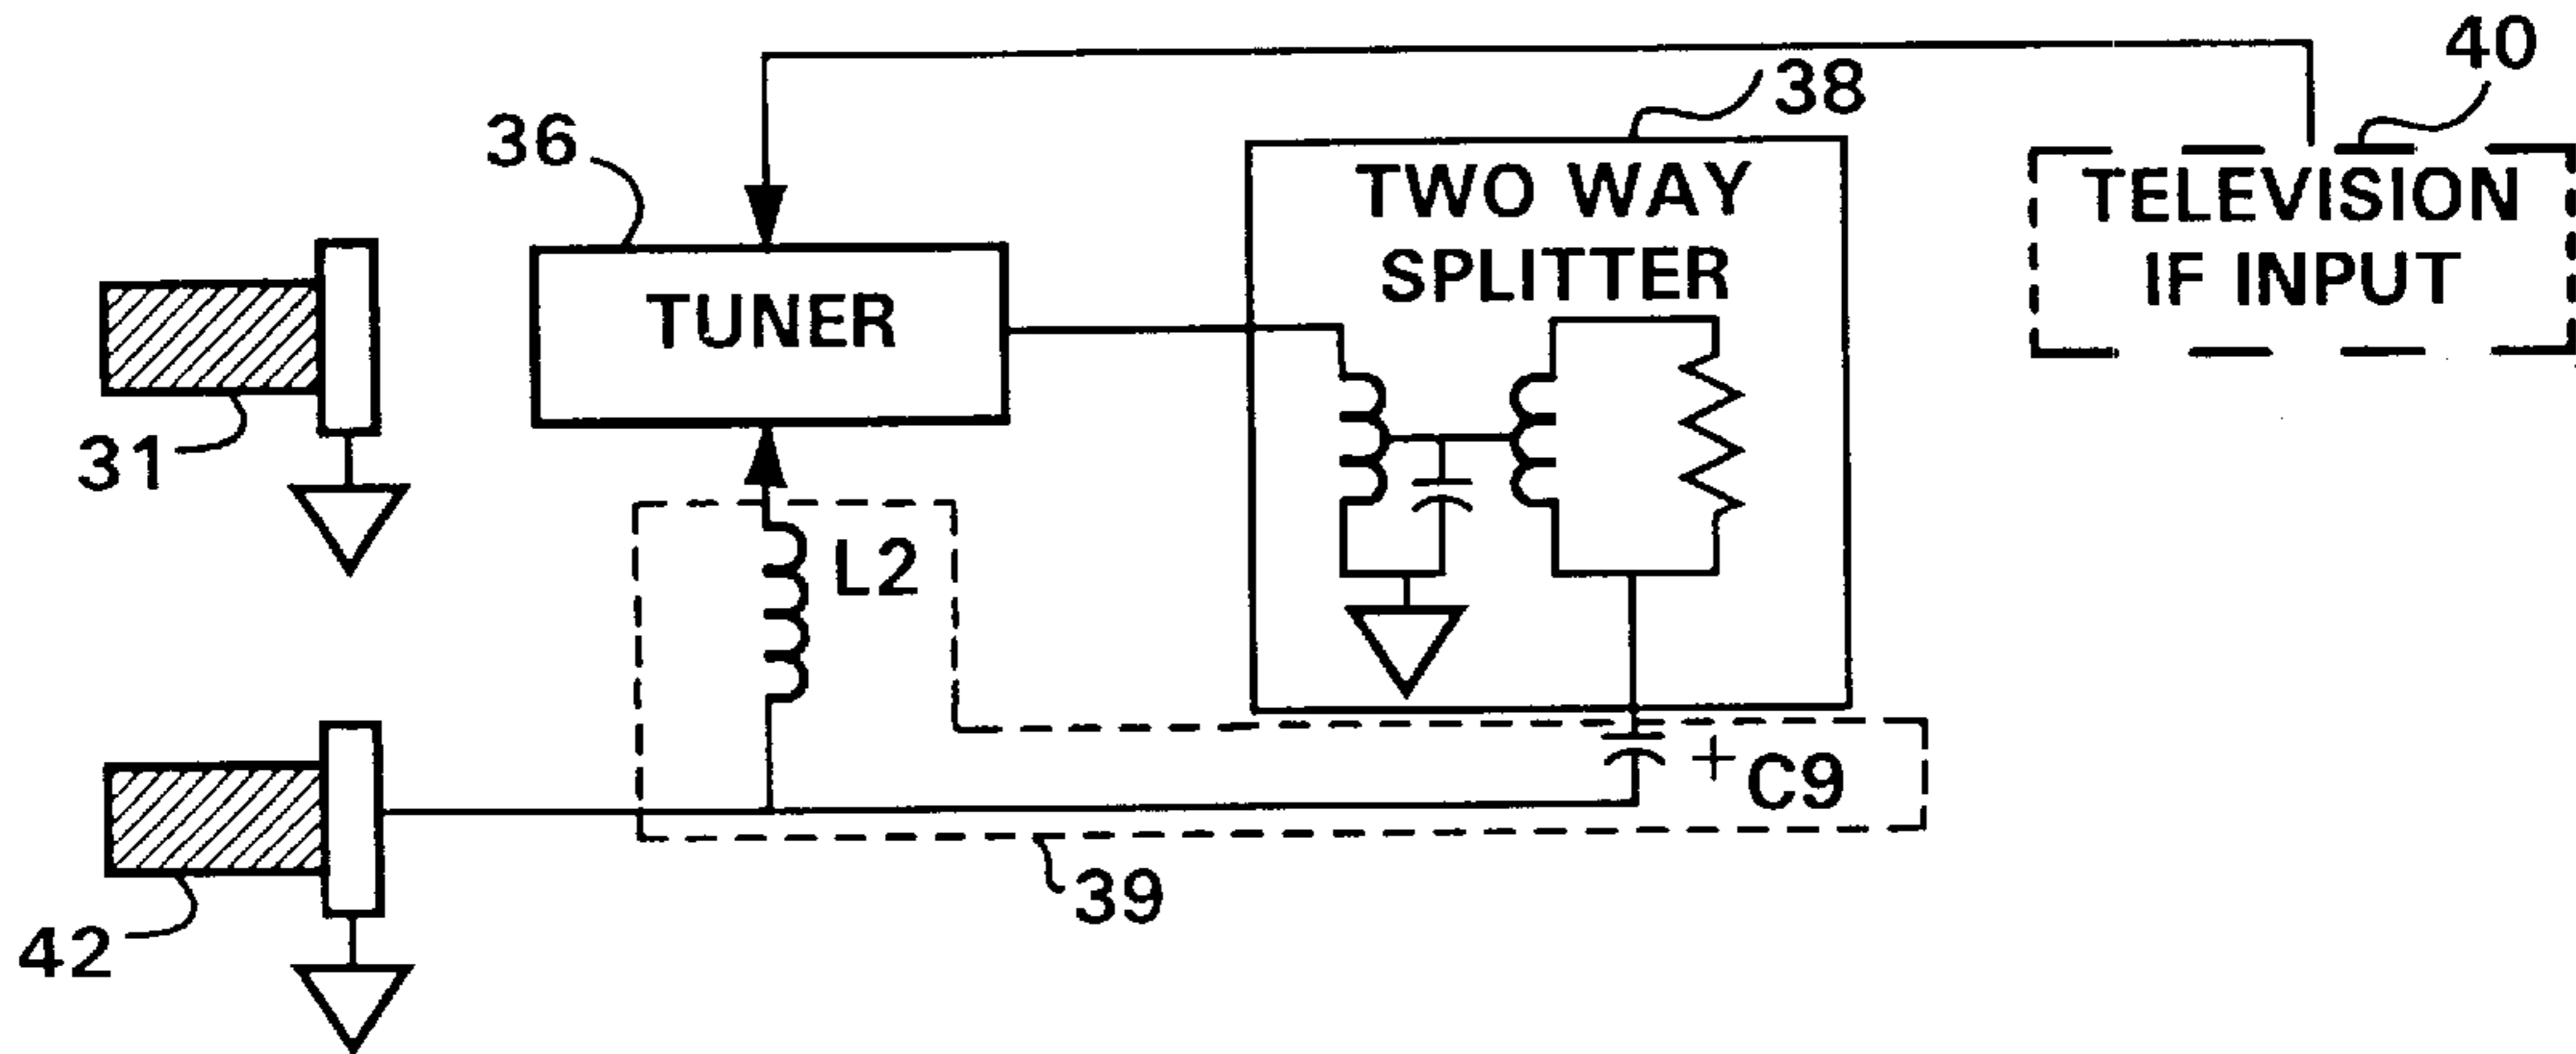 40
38
36
TWO WAY
SPLITTER
TELEVISION
IF INPUT
TUNER
31
L2
+ C9
39
42